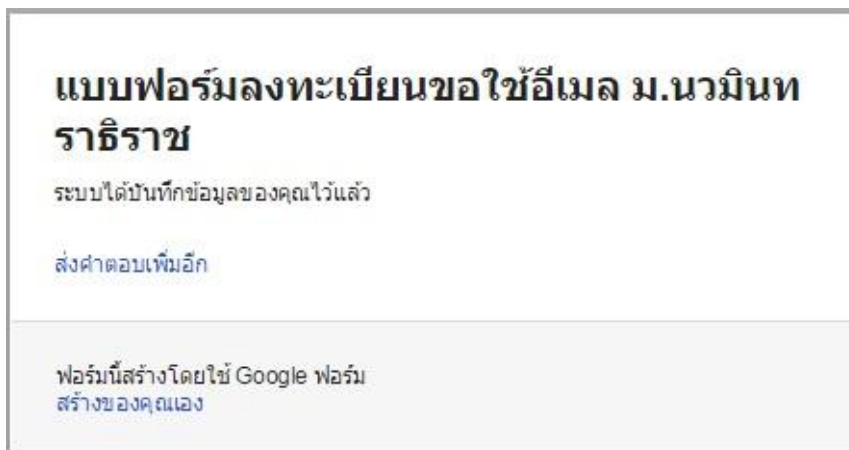 แบบฟอร์มลงทะเบียนขอใช้อีเมล ม.นวมินท
ราธิราช
ระบบได้บันทึกข้อมูลของคุณไว้แล้ว
ส่งคำตอบเพิ่มอีก
ฟอร์มนี้สร้างโดยใช้ Google ฟอร์ม
สร้างของคุณเอง